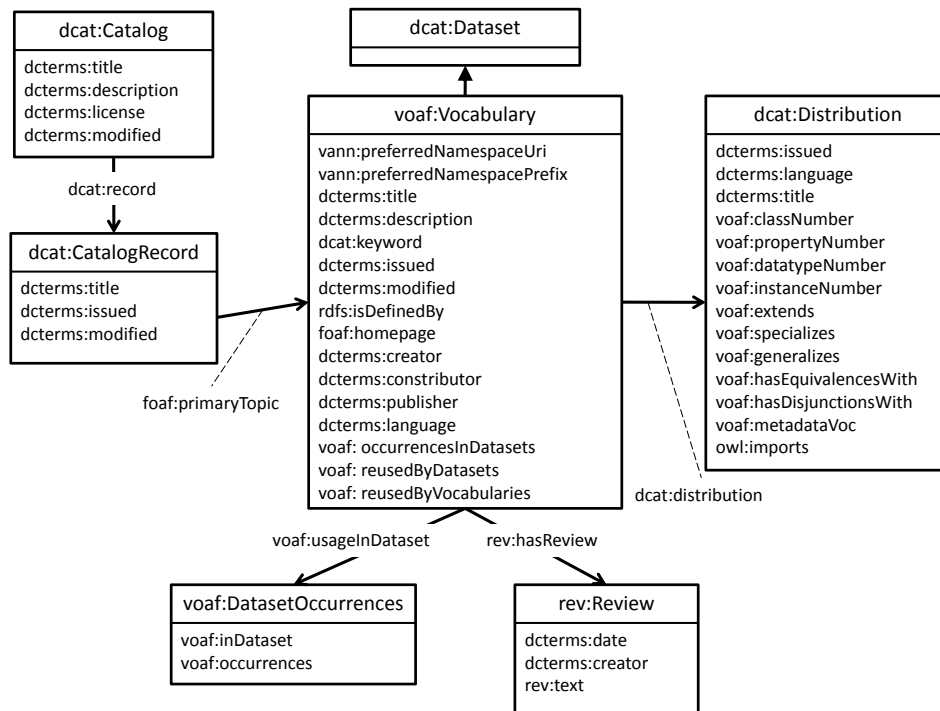 dcat:Catalog
dcterms:title
dcterms:description
dcterms:license
dcterms:modified
dcat:record
dcat:CatalogRecord
dcterms:title
dcterms:issued
dcterms:modified
foaf:primaryTopic
dcat:Dataset
voaf:Vocabulary
vann:preferredNamespaceUri
vann:preferredNamespacePrefix
dcterms:title
dcterms:description
dcat:keyword
dcterms:issued
dcterms:modified
rdfs:isDefinedBy
foaf:homepage
dcterms:creator
dcterms:constributor
dcterms:publisher
dcterms:language
voaf: occurrencesInDatasets
voaf: reusedByDatasets
voaf: reusedByVocabularies
dcat:Distribution
dcterms:issued
dcterms:language
dcterms:title
voaf:classNumber
voaf:propertyNumber
voaf:datatypeNumber
voaf:instanceNumber
voaf:extends
voaf:specializes
voaf:generalizes
voaf:hasEquivalencesWith
voaf:hasDisjunctionsWith
voaf:metadataVoc
owl:imports
dcat:distribution
voaf:usageInDataset
rev:hasReview
voaf:DatasetOccurrences
voaf:inDataset
voaf:occurrences
rev:Review
dcterms:date
dcterms:creator
rev:text